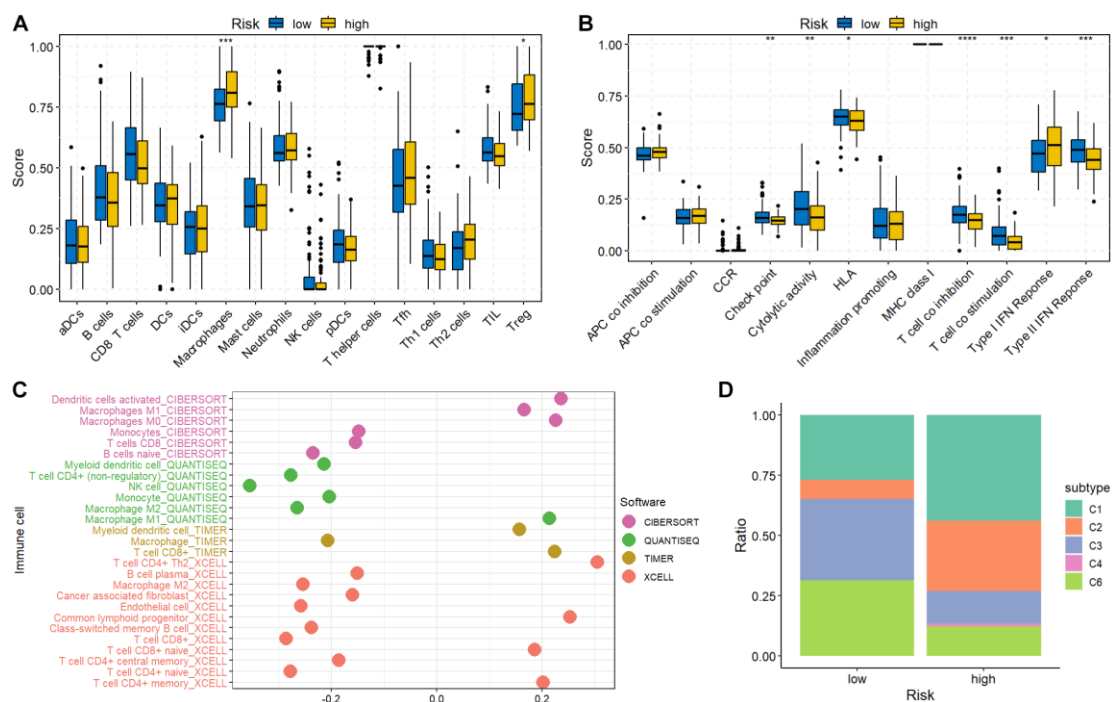 A
Risk low high
*** *
1.00
0.75
0.50
0.25
0.00
Score
aDCs
B cells
CD8 T cells
DCs
iDCs
Macrophages
Mast cells
Neutrophils
NK cells
pDCs
T helper cells
Tfh
Th1 cells
Th2 cells
TIL
Treg
B
Risk low high
** ** * **** *** * ***
1.00
0.75
0.50
0.25
0.00
Score
APC co inhibition
APC co stimulation
CCR
Check point
Cytolytic activity
HLA
Inflammation promoting
MHC class I
T cell co inhibition
T cell co stimulation
Type I IFN Reponse
Type II IFN Reponse
C
Immune cell
Dendritic cells activated_CIBERSORT
Macrophages M1_CIBERSORT
Macrophages M0_CIBERSORT
Monocytes_CIBERSORT
T cells CD8_CIBERSORT
B cells naive_CIBERSORT
Myeloid dendritic cell_QUANTISEQ
T cell CD4+ (non-regulatory)_QUANTISEQ
NK cell_QUANTISEQ
Monocyte_QUANTISEQ
Macrophage M2_QUANTISEQ
Macrophage M1_QUANTISEQ
Myeloid dendritic cell_TIMER
Macrophage_TIMER
T cell CD8+_TIMER
T cell CD4+ Th2_XCELL
B cell plasma_XCELL
Macrophage M2_XCELL
Cancer associated fibroblast_XCELL
Endothelial cell_XCELL
Common lymphoid progenitor_XCELL
Class-switched memory B cell_XCELL
T cell CD8+_XCELL
T cell CD8+ naive_XCELL
T cell CD4+ central memory_XCELL
T cell CD4+ naive_XCELL
T cell CD4+ memory_XCELL
-0.2 0.0 0.2
Software
CIBERSORT
QUANTISEQ
TIMER
XCELL
D
1.00
0.75
0.50
0.25
0.00
Ratio
low high
Risk
subtype
C1
C2
C3
C4
C6